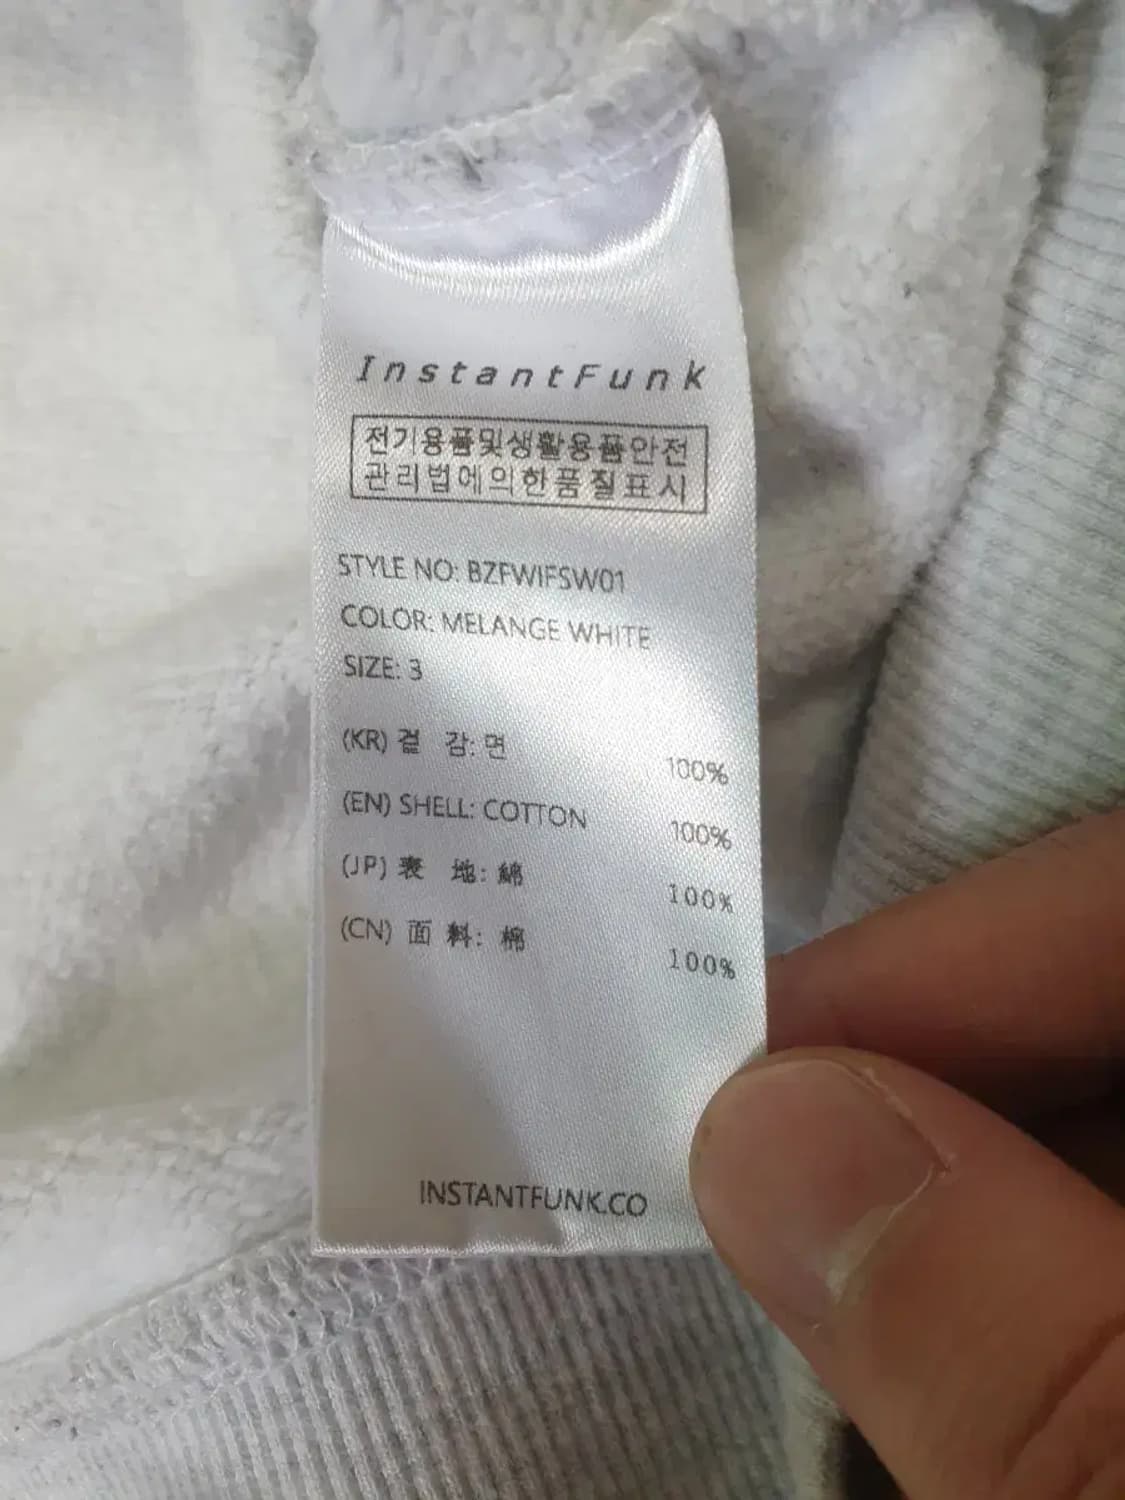 InstantFunk
전기용품및생활용품안전
관리법에의한품질표시
STYLE NO: BZFWIFSW01
COLOR: MELANGE WHITE
SIZE: 3
(KR) 겉 감: 면 100%
(EN) SHELL: COTTON 100%
(JP) 表 地: 綿 100%
(CN) 面 料: 棉 100%
INSTANTFUNK.CO